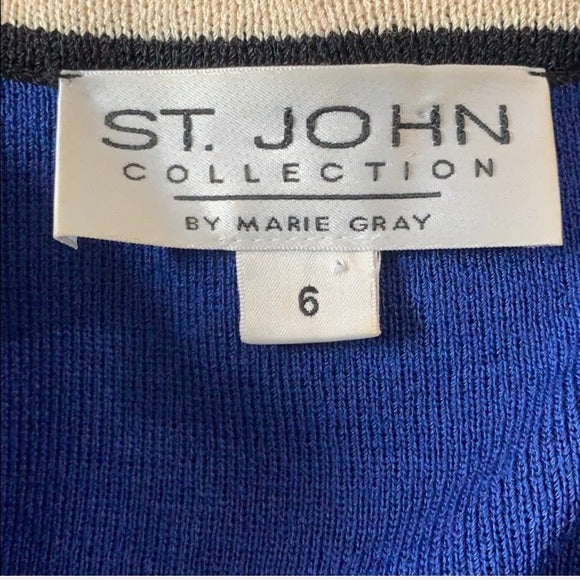 ST. JOHN
COLLECTION
BY MARIE GRAY
6